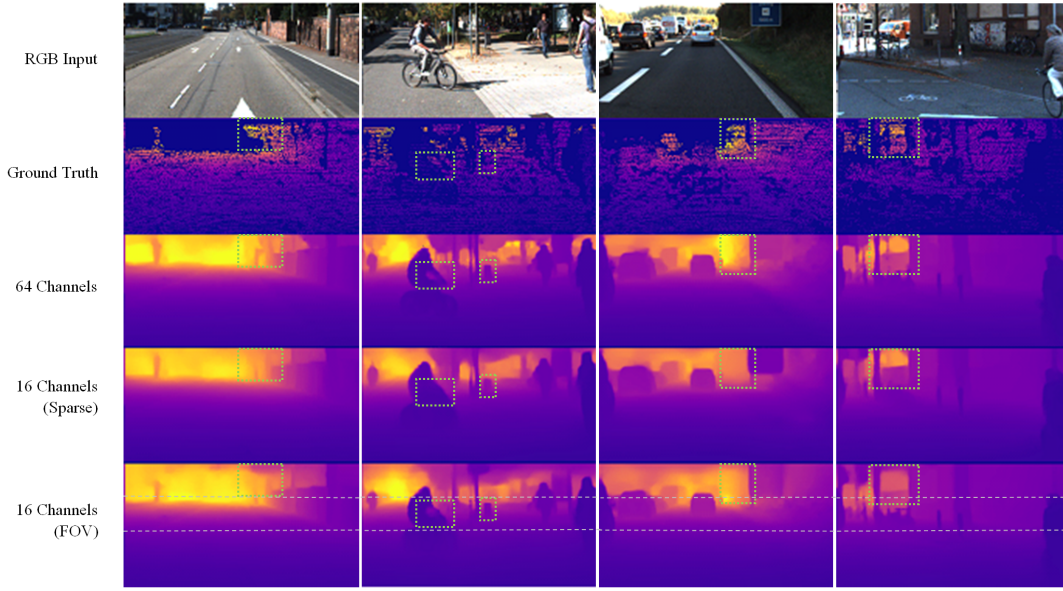 RGB Input
Ground Truth
64 Channels
16 Channels
(Sparse)
16 Channels
(FOV)